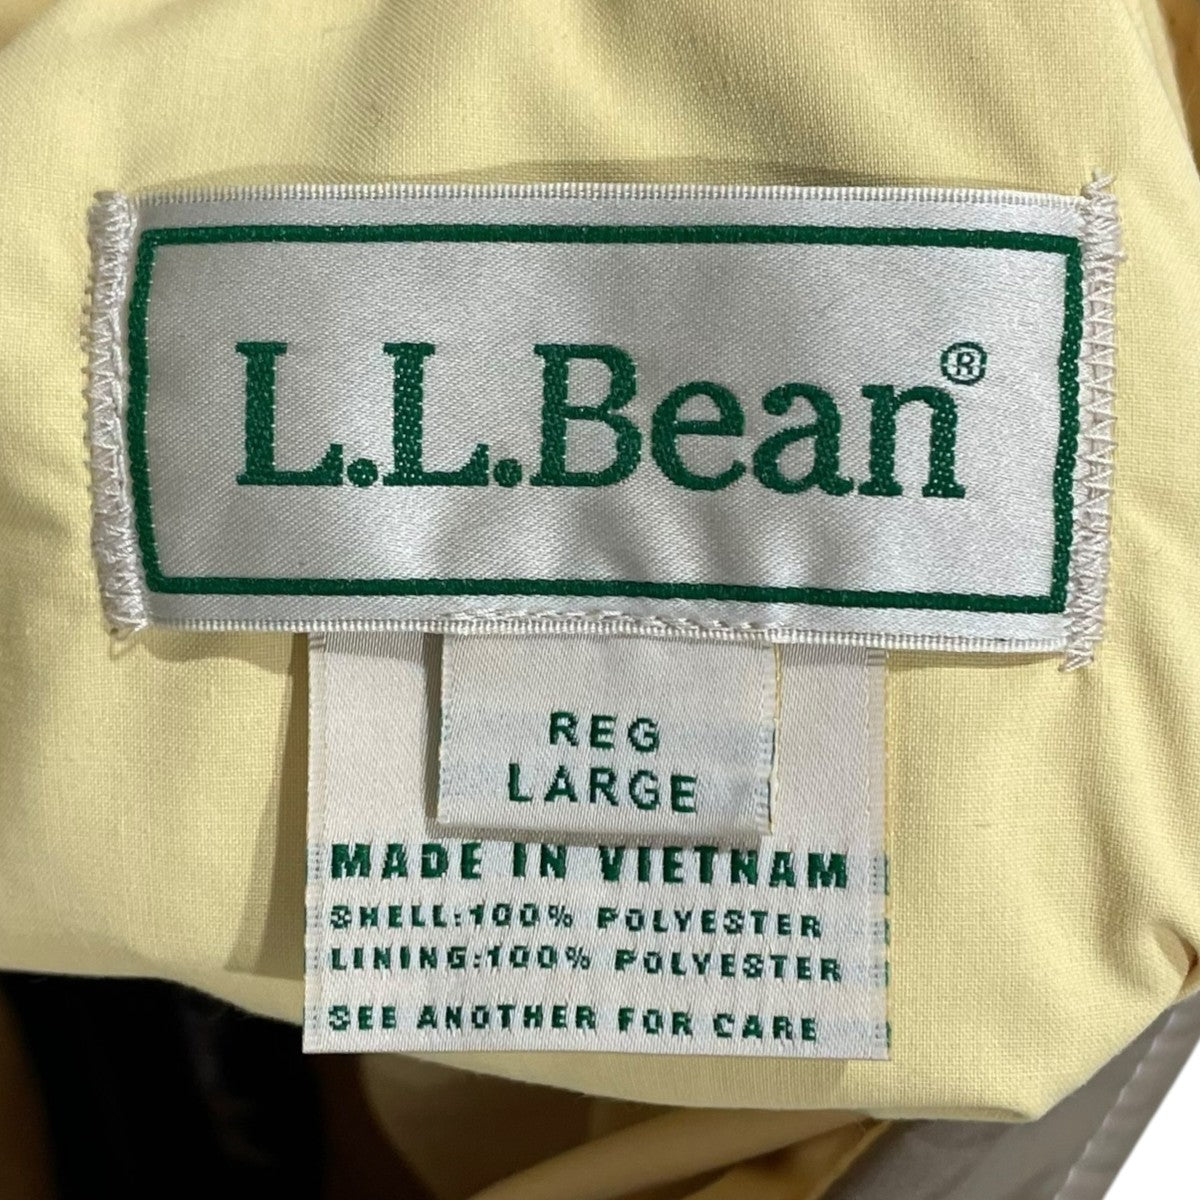 L.L.Bean®
REG
LARGE
MADE IN VIETNAM
SHELL:100% POLYESTER
LINING:100% POLYESTER
SEE ANOTHER FOR CARE